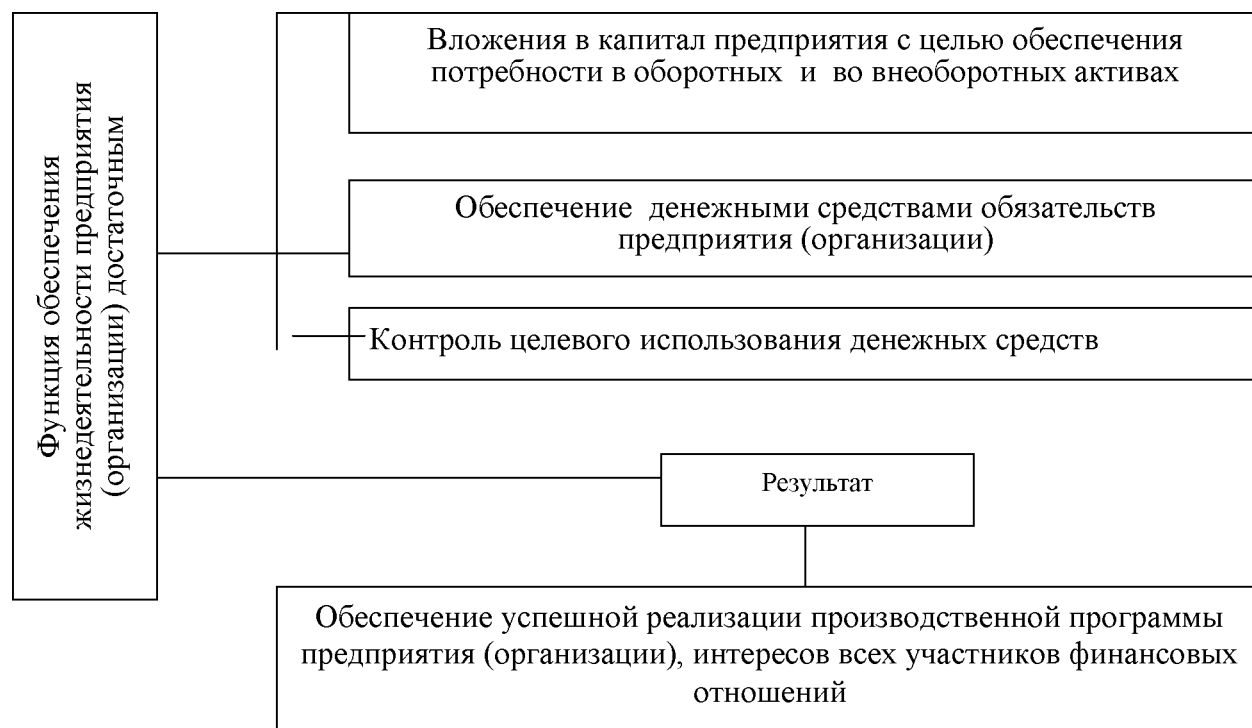 Функция обеспечения
жизнедеятельности предприятия
(организации) достаточным
Вложения в капитал предприятия с целью обеспечения
потребности в оборотных и во внеоборотных активах
Обеспечение денежными средствами обязательств
предприятия (организации)
Контроль целевого использования денежных средств
Результат
Обеспечение успешной реализации производственной программы
предприятия (организации), интересов всех участников финансовых
отношений